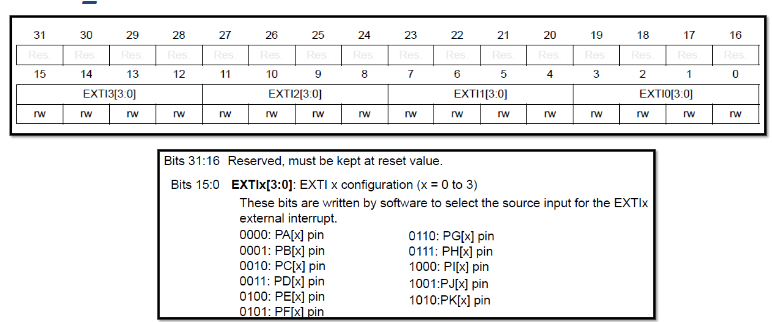 31 30 29 28 27 26 25 24 23 22 21 20 19 18 17 16
Res. Res. Res. Res. Res. Res. Res. Res. Res. Res. Res. Res. Res. Res. Res. Res.
15 14 13 12 11 10 9 8 7 6 5 4 3 2 1 0
EXTI3[3:0] EXTI2[3:0] EXTI1[3:0] EXTI0[3:0]
rw rw rw rw rw rw rw rw rw rw rw rw rw rw rw rw
Bits 31:16 Reserved, must be kept at reset value.
Bits 15:0 EXTIx[3:0]: EXTI x configuration (x = 0 to 3)
These bits are written by software to select the source input for the EXTIx
external interrupt.
0000: PA[x] pin 0110: PG[x] pin
0001: PB[x] pin 0111: PH[x] pin
0010: PC[x] pin 1000: PI[x] pin
0011: PD[x] pin 1001:PJ[x] pin
0100: PE[x] pin 1010:PK[x] pin
0101: PF[x] pin